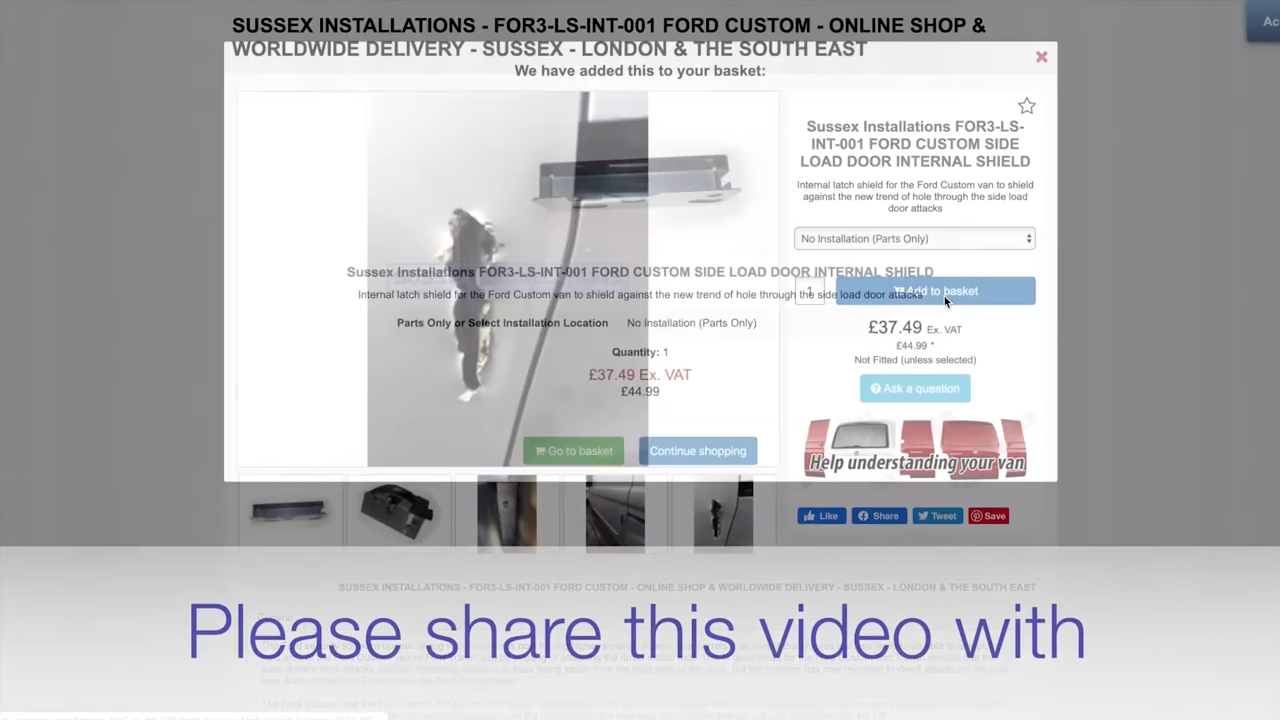 SUSSEX INSTALLATIONS - FOR3-LS-INT-001 FORD CUSTOM - ONLINE SHOP &
WORLDWIDE DELIVERY - SUSSEX - LONDON & THE SOUTH EAST
Ac
We have added this to your basket:
Sussex Installations FOR3-LS-
INT-001 FORD CUSTOM SIDE
LOAD DOOR INTERNAL SHIELD
Internal latch shield for the Ford Custom van to shield
against the new trend of hole through the side load
door attacks
No Installation (Parts Only)
Sussex Installations FOR3-LS-INT-001 FORD CUSTOM SIDE LOAD DOOR INTERNAL SHIELD
Internal latch shield for the Ford Custom van to shield against the new trend of hole through the side load door attacks
1
Add to basket
Parts Only or Select Installation Location No Installation (Parts Only)
Quantity: 1
£37.49 Ex. VAT
£44.99
£37.49 Ex. VAT
£44.99 *
Not Fitted (unless selected)
Ask a question
Go to basket
Continue shopping
Help understanding your van
Like
Share
Tweet
Save
SUSSEX INSTALLATIONS - FOR3-LS-INT-001 FORD CUSTOM - ONLINE SHOP & WORLDWIDE DELIVERY - SUSSEX - LONDON & THE SOUTH EAST
Please share this video with